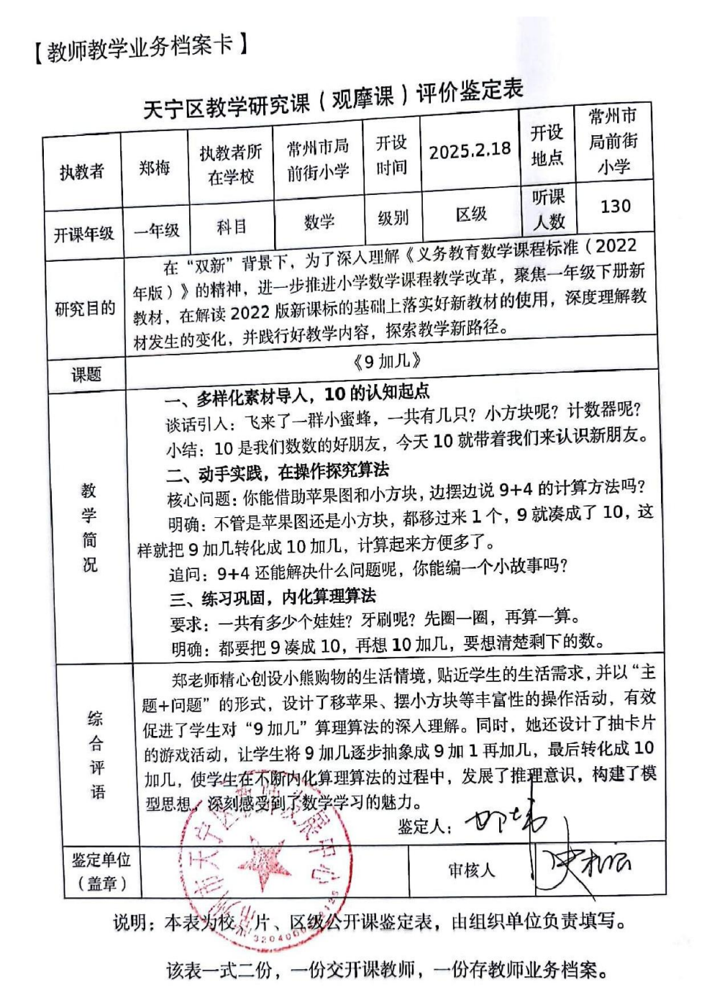 【教师教学业务档案卡】
天宁区教学研究课（观摩课）评价鉴定表
执教者 郑梅 执教者所在学校 常州市局前街小学 开设时间 2025.2.18 开设地点 常州市局前街小学
开课年级 一年级 科目 数学 级别 区级 听课人数 130
研究目的
在“双新”背景下，为了深入理解《义务教育数学课程标准（2022
年版）》的精神，进一步推进小学数学课程教学改革，聚焦一年级下册新
教材，在解读 2022 版新课标的基础上落实好新教材的使用，深度理解教
材发生的变化，并践行好教学内容，探索教学新路径。
课题 《9 加几》
教学简况
一、多样化素材导入，10 的认知起点
谈话引入：飞来了一群小蜜蜂，一共有几只？小方块呢？计数器呢？
小结：10 是我们数数的好朋友，今天 10 就带着我们来认识新朋友。
二、动手实践，在操作探究算法
核心问题：你能借助苹果图和小方块，边摆边说 9+4 的计算方法吗？
明确：不管是苹果图还是小方块，都移过来 1 个，9 就凑成了 10，这
样就把 9 加几转化成 10 加几，计算起来方便多了。
追问：9+4 还能解决什么问题呢，你能编一个小故事吗？
三、练习巩固，内化算理算法
要求：一共有多少个娃娃？牙刷呢？先圈一圈，再算一算。
明确：都要把 9 凑成 10，再想 10 加几，要想清楚剩下的数。
综合评语
郑老师精心创设小熊购物的生活情境，贴近学生的生活需求，并以“主
题+问题”的形式，设计了移苹果、摆小方块等丰富性的操作活动，有效
促进了学生对“9 加几”算理算法的深入理解。同时，她还设计了抽卡片
的游戏活动，让学生将 9 加几逐步抽象成 9 加 1 再加几，最后转化成 10
加几，使学生在不断内化算理算法的过程中，发展了推理意识，构建了模
型思想，深刻感受到了数学学习的魅力。
鉴定人：
鉴定单位（盖章） 审核人
说明：本表为校、片、区级公开课鉴定表，由组织单位负责填写。
该表一式二份，一份交开课教师，一份存教师业务档案。